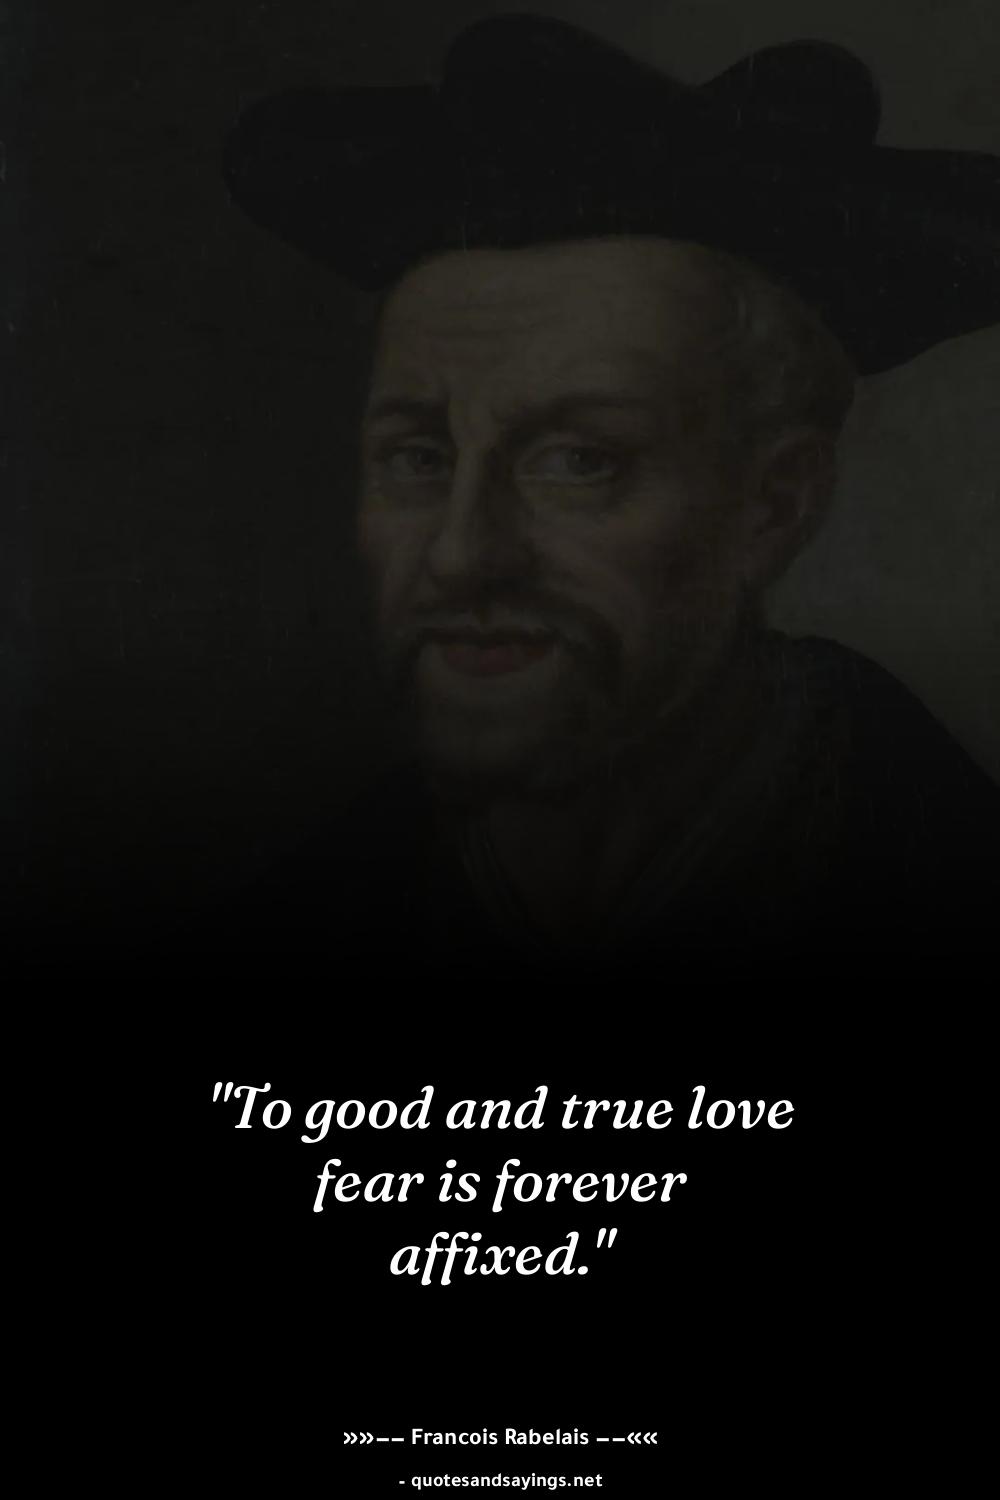 "To good and true love
fear is forever
affixed."
»»−− Francois Rabelais −−««
- quotesandsayings.net